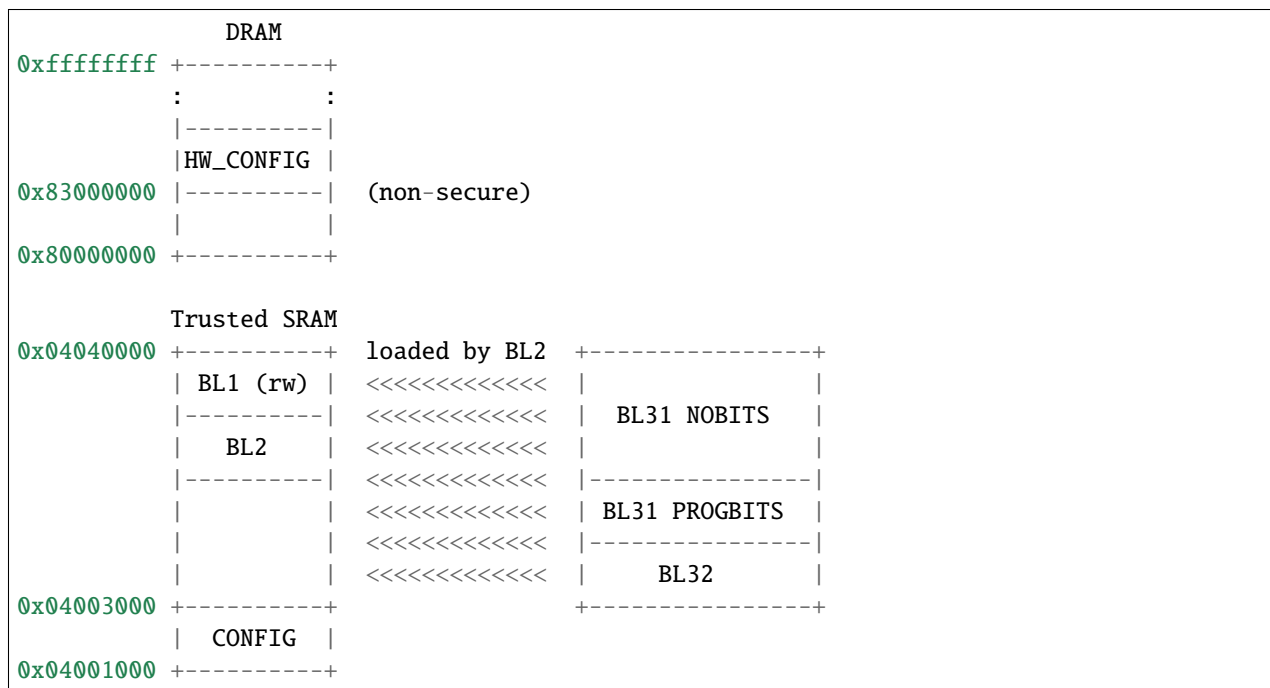 DRAM
0xffffffff +----------+
           :          :
           |----------|
           |HW_CONFIG |
0x83000000 |----------|  (non-secure)
           |          |
0x80000000 +----------+

           Trusted SRAM
0x04040000 +----------+  loaded by BL2  +----------------+
           | BL1 (rw) |  <<<<<<<<<<<<<  |                |
           |----------|  <<<<<<<<<<<<<  |  BL31 NOBITS   |
           |   BL2    |  <<<<<<<<<<<<<  |                |
           |----------|  <<<<<<<<<<<<<  |----------------|
           |          |  <<<<<<<<<<<<<  | BL31 PROGBITS  |
           |          |  <<<<<<<<<<<<<  |----------------|
           |          |  <<<<<<<<<<<<<  |     BL32       |
0x04003000 +----------+                 +----------------+
           |  CONFIG  |
0x04001000 +----------+